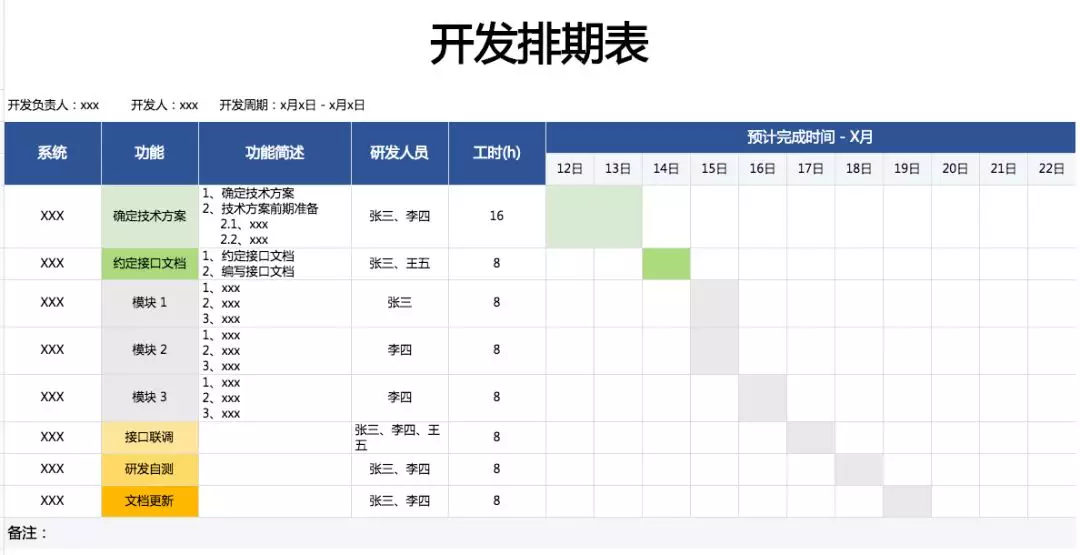 开发排期表
开发负责人：xxx 开发人：xxx 开发周期：x月x日 - x月x日
系统 功能 功能简述 研发人员 工时(h) 预计完成时间 - X月
12日 13日 14日 15日 16日 17日 18日 19日 20日 21日 22日
XXX 确定技术方案 1、确定技术方案
2、技术方案前期准备
2.1、xxx
2.2、xxx
张三、李四 16
XXX 约定接口文档 1、约定接口文档
2、编写接口文档
张三、王五 8
XXX 模块 1 1、xxx
2、xxx
3、xxx
张三 8
XXX 模块 2 1、xxx
2、xxx
3、xxx
李四 8
XXX 模块 3 1、xxx
2、xxx
3、xxx
李四 8
XXX 接口联调 张三、李四、王
五
8
XXX 研发自测 张三、李四 8
XXX 文档更新 张三、李四 8
备注：